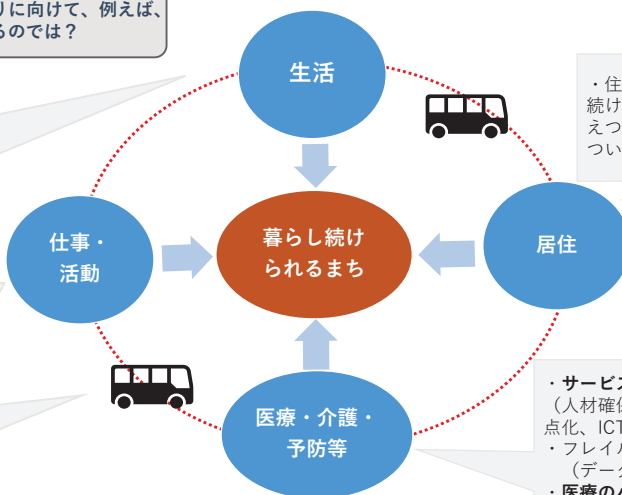 りに向けて、例えば、
るのでは？
生活
・住
続け
えつ
つい
仕事・
活動
暮らし続け
られるまち
居住
医療・介護・
予防等
・サービス
（人材確保
点化、ICT
・フレイル
（データ
・医療の